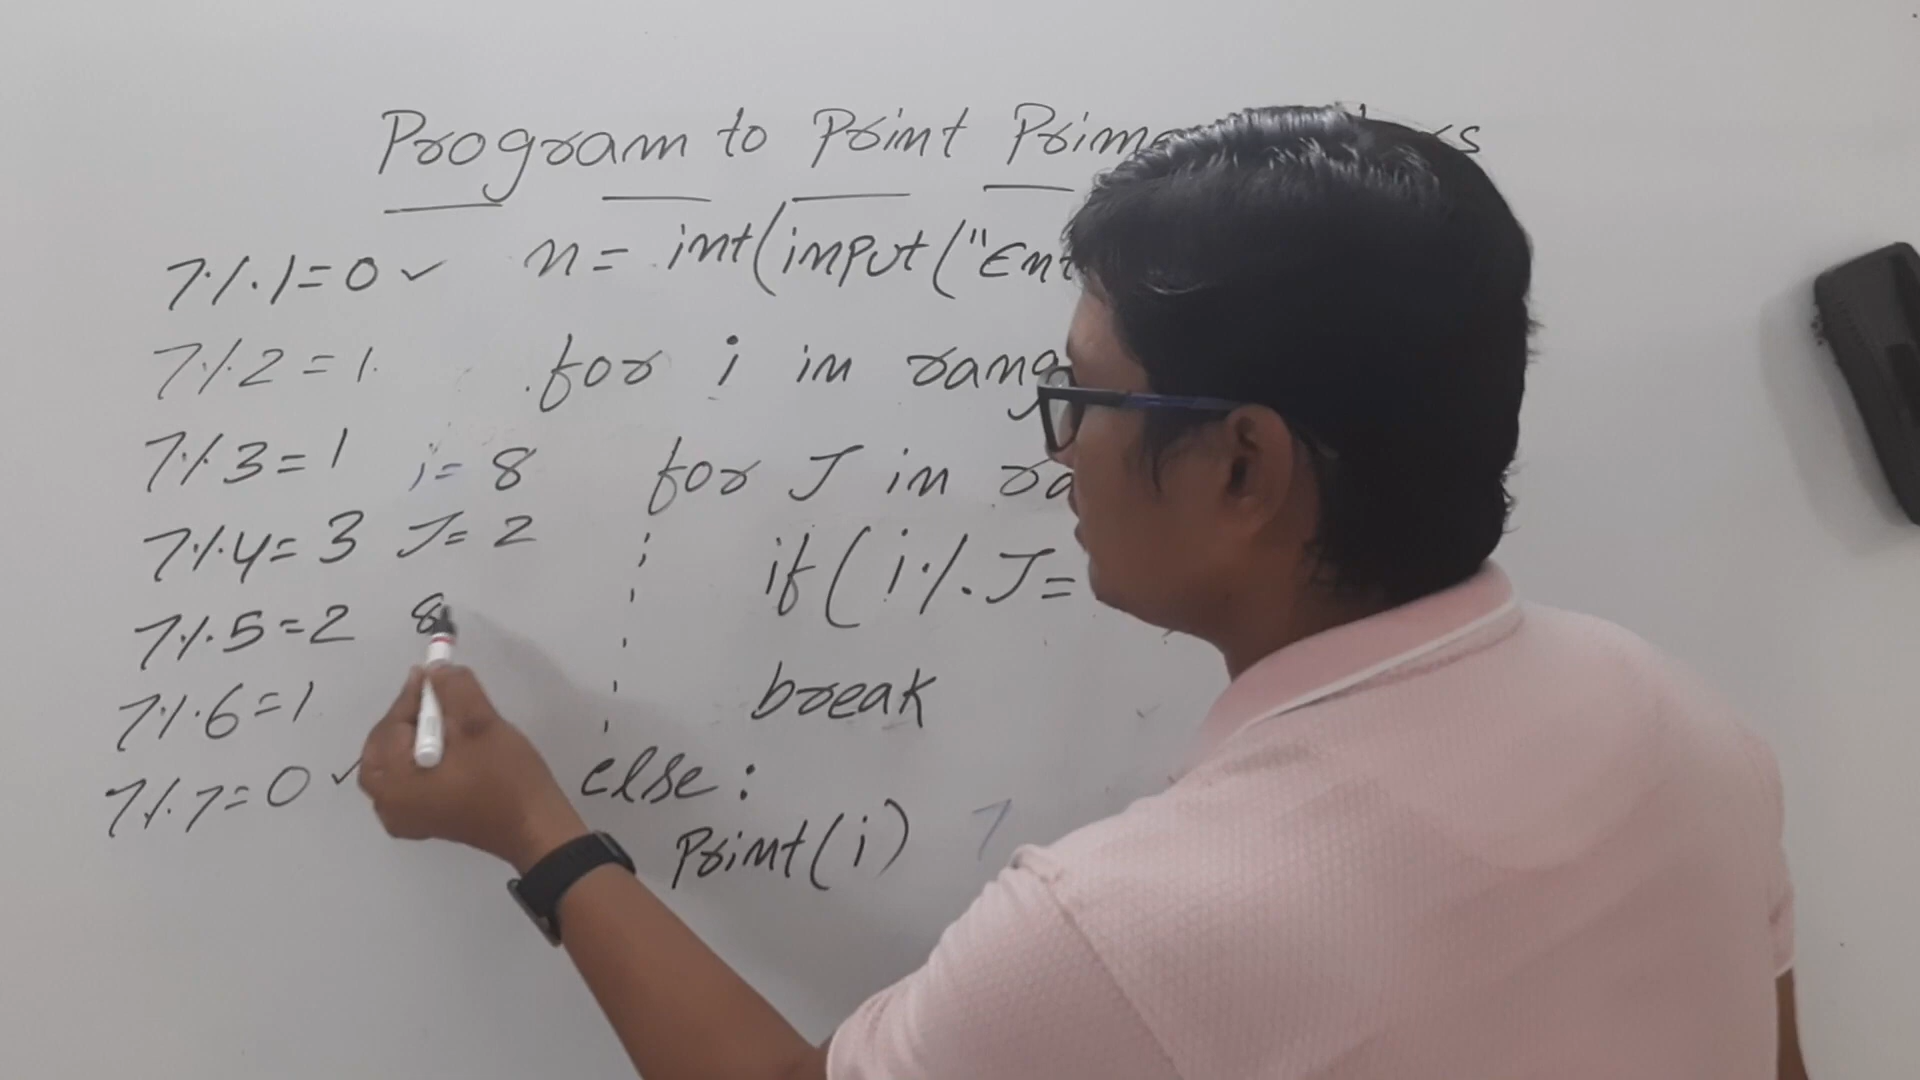 Program to Print Prime
7%1=0 ✓
7%2=1
7%3=1
7%4=3
7%5=2
7%6=1
7%7=0 ✓
i=8
J=2
8
n= int(input("Ent
for i in rang
for J in ra
if(i%J=
break
else:
Print(i) 7